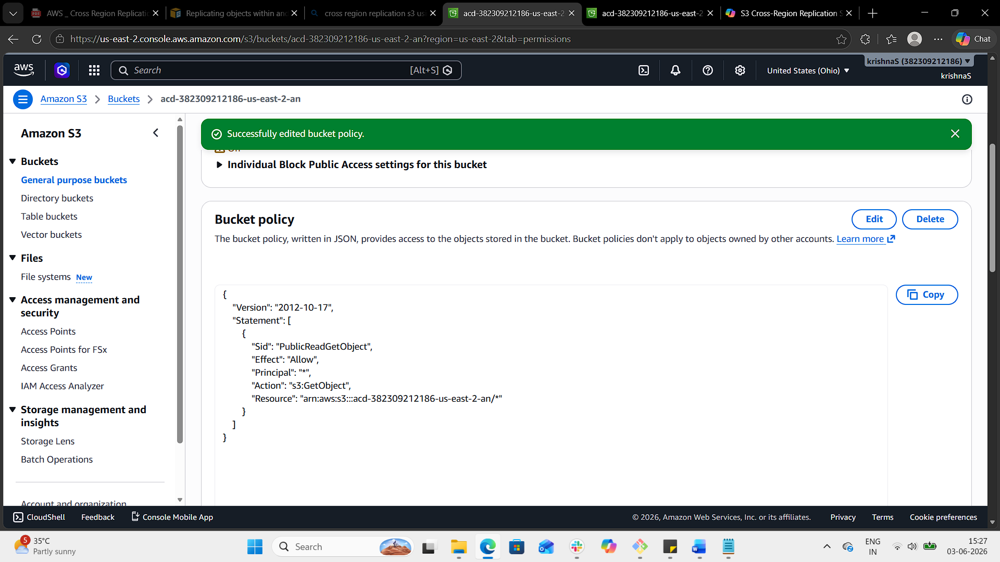 AWS _ Cross Region Replicati
Replicating objects within and
cross region replication s3 us
acd-382309212186-us-east-2
acd-382309212186-us-east-2
S3 Cross-Region Replication S
https://us-east-2.console.aws.amazon.com/s3/buckets/acd-382309212186-us-east-2-an?region=us-east-2&tab=permissions
Chat
aws
Search
[Alt+S]
United States (Ohio)
krishnaS (382309212186)
krishnaS
Amazon S3
Buckets
acd-382309212186-us-east-2-an
Amazon S3
Buckets
General purpose buckets
Directory buckets
Table buckets
Vector buckets
Files
File systems New
Access management and
security
Access Points
Access Points for FSx
Access Grants
IAM Access Analyzer
Storage management and
insights
Storage Lens
Batch Operations
Account and organization
Successfully edited bucket policy.
Off
Individual Block Public Access settings for this bucket
Bucket policy
Edit
Delete
The bucket policy, written in JSON, provides access to the objects stored in the bucket. Bucket policies don't apply to objects owned by other accounts. Learn more
Copy
{
"Version": "2012-10-17",
"Statement": [
{
"Sid": "PublicReadGetObject",
"Effect": "Allow",
"Principal": "*",
"Action": "s3:GetObject",
"Resource": "arn:aws:s3:::acd-382309212186-us-east-2-an/*"
}
]
}
CloudShell
Feedback
Console Mobile App
© 2026, Amazon Web Services, Inc. or its affiliates.
Privacy
Terms
Cookie preferences
5
35°C
Partly sunny
Search
ENG
IN
15:27
03-06-2026